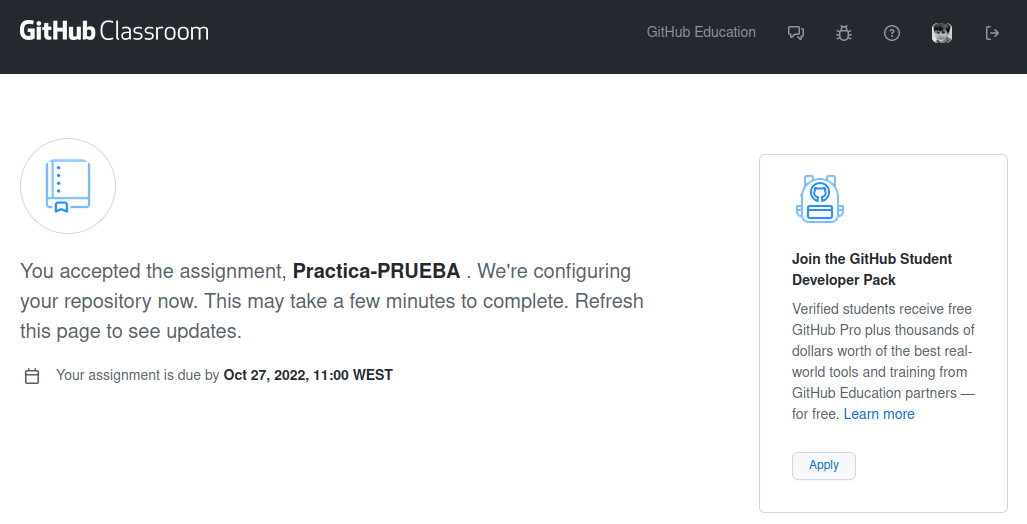 GitHub Classroom
GitHub Education
You accepted the assignment, Practica-PRUEBA . We're configuring
your repository now. This may take a few minutes to complete. Refresh
this page to see updates.
Your assignment is due by Oct 27, 2022, 11:00 WEST
Join the GitHub Student
Developer Pack
Verified students receive free
GitHub Pro plus thousands of
dollars worth of the best real-
world tools and training from
GitHub Education partners —
for free. Learn more
Apply